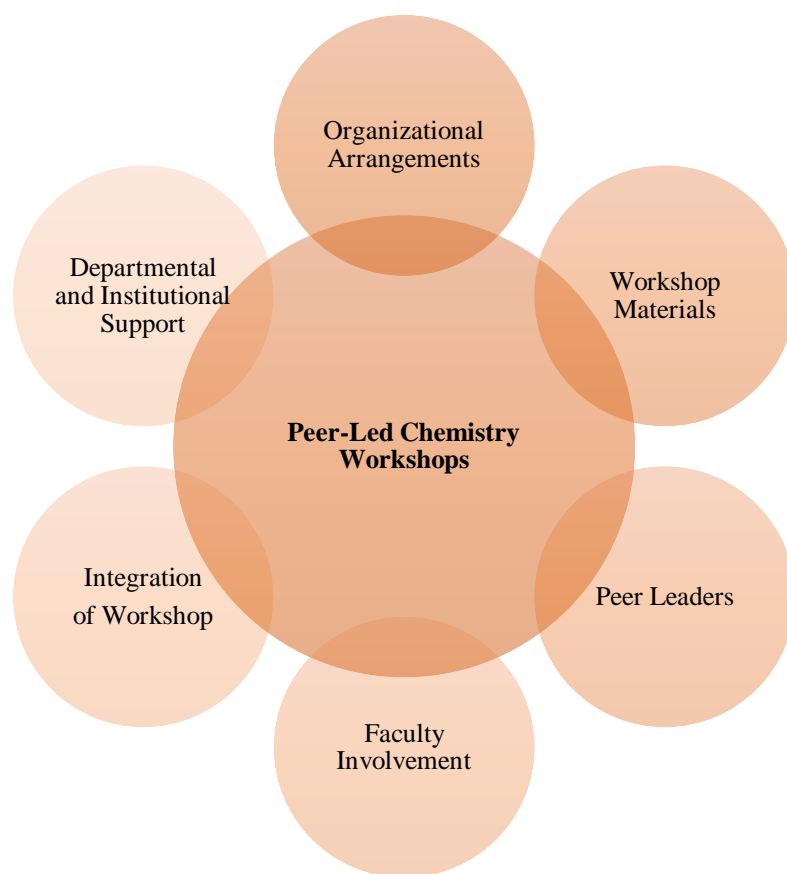 Organizational
Arrangements
Departmental
and Institutional
Support
Workshop
Materials
Peer-Led Chemistry
Workshops
Integration
of Workshop
Peer Leaders
Faculty
Involvement